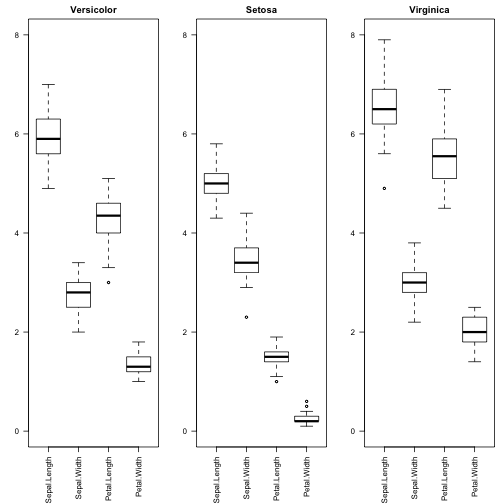 Versicolor
8
6
4
2
0
Sepal.Length
Sepal.Width
Petal.Length
Petal.Width
Setosa
8
6
4
2
0
Sepal.Length
Sepal.Width
Petal.Length
Petal.Width
Virginica
8
6
4
2
0
Sepal.Length
Sepal.Width
Petal.Length
Petal.Width